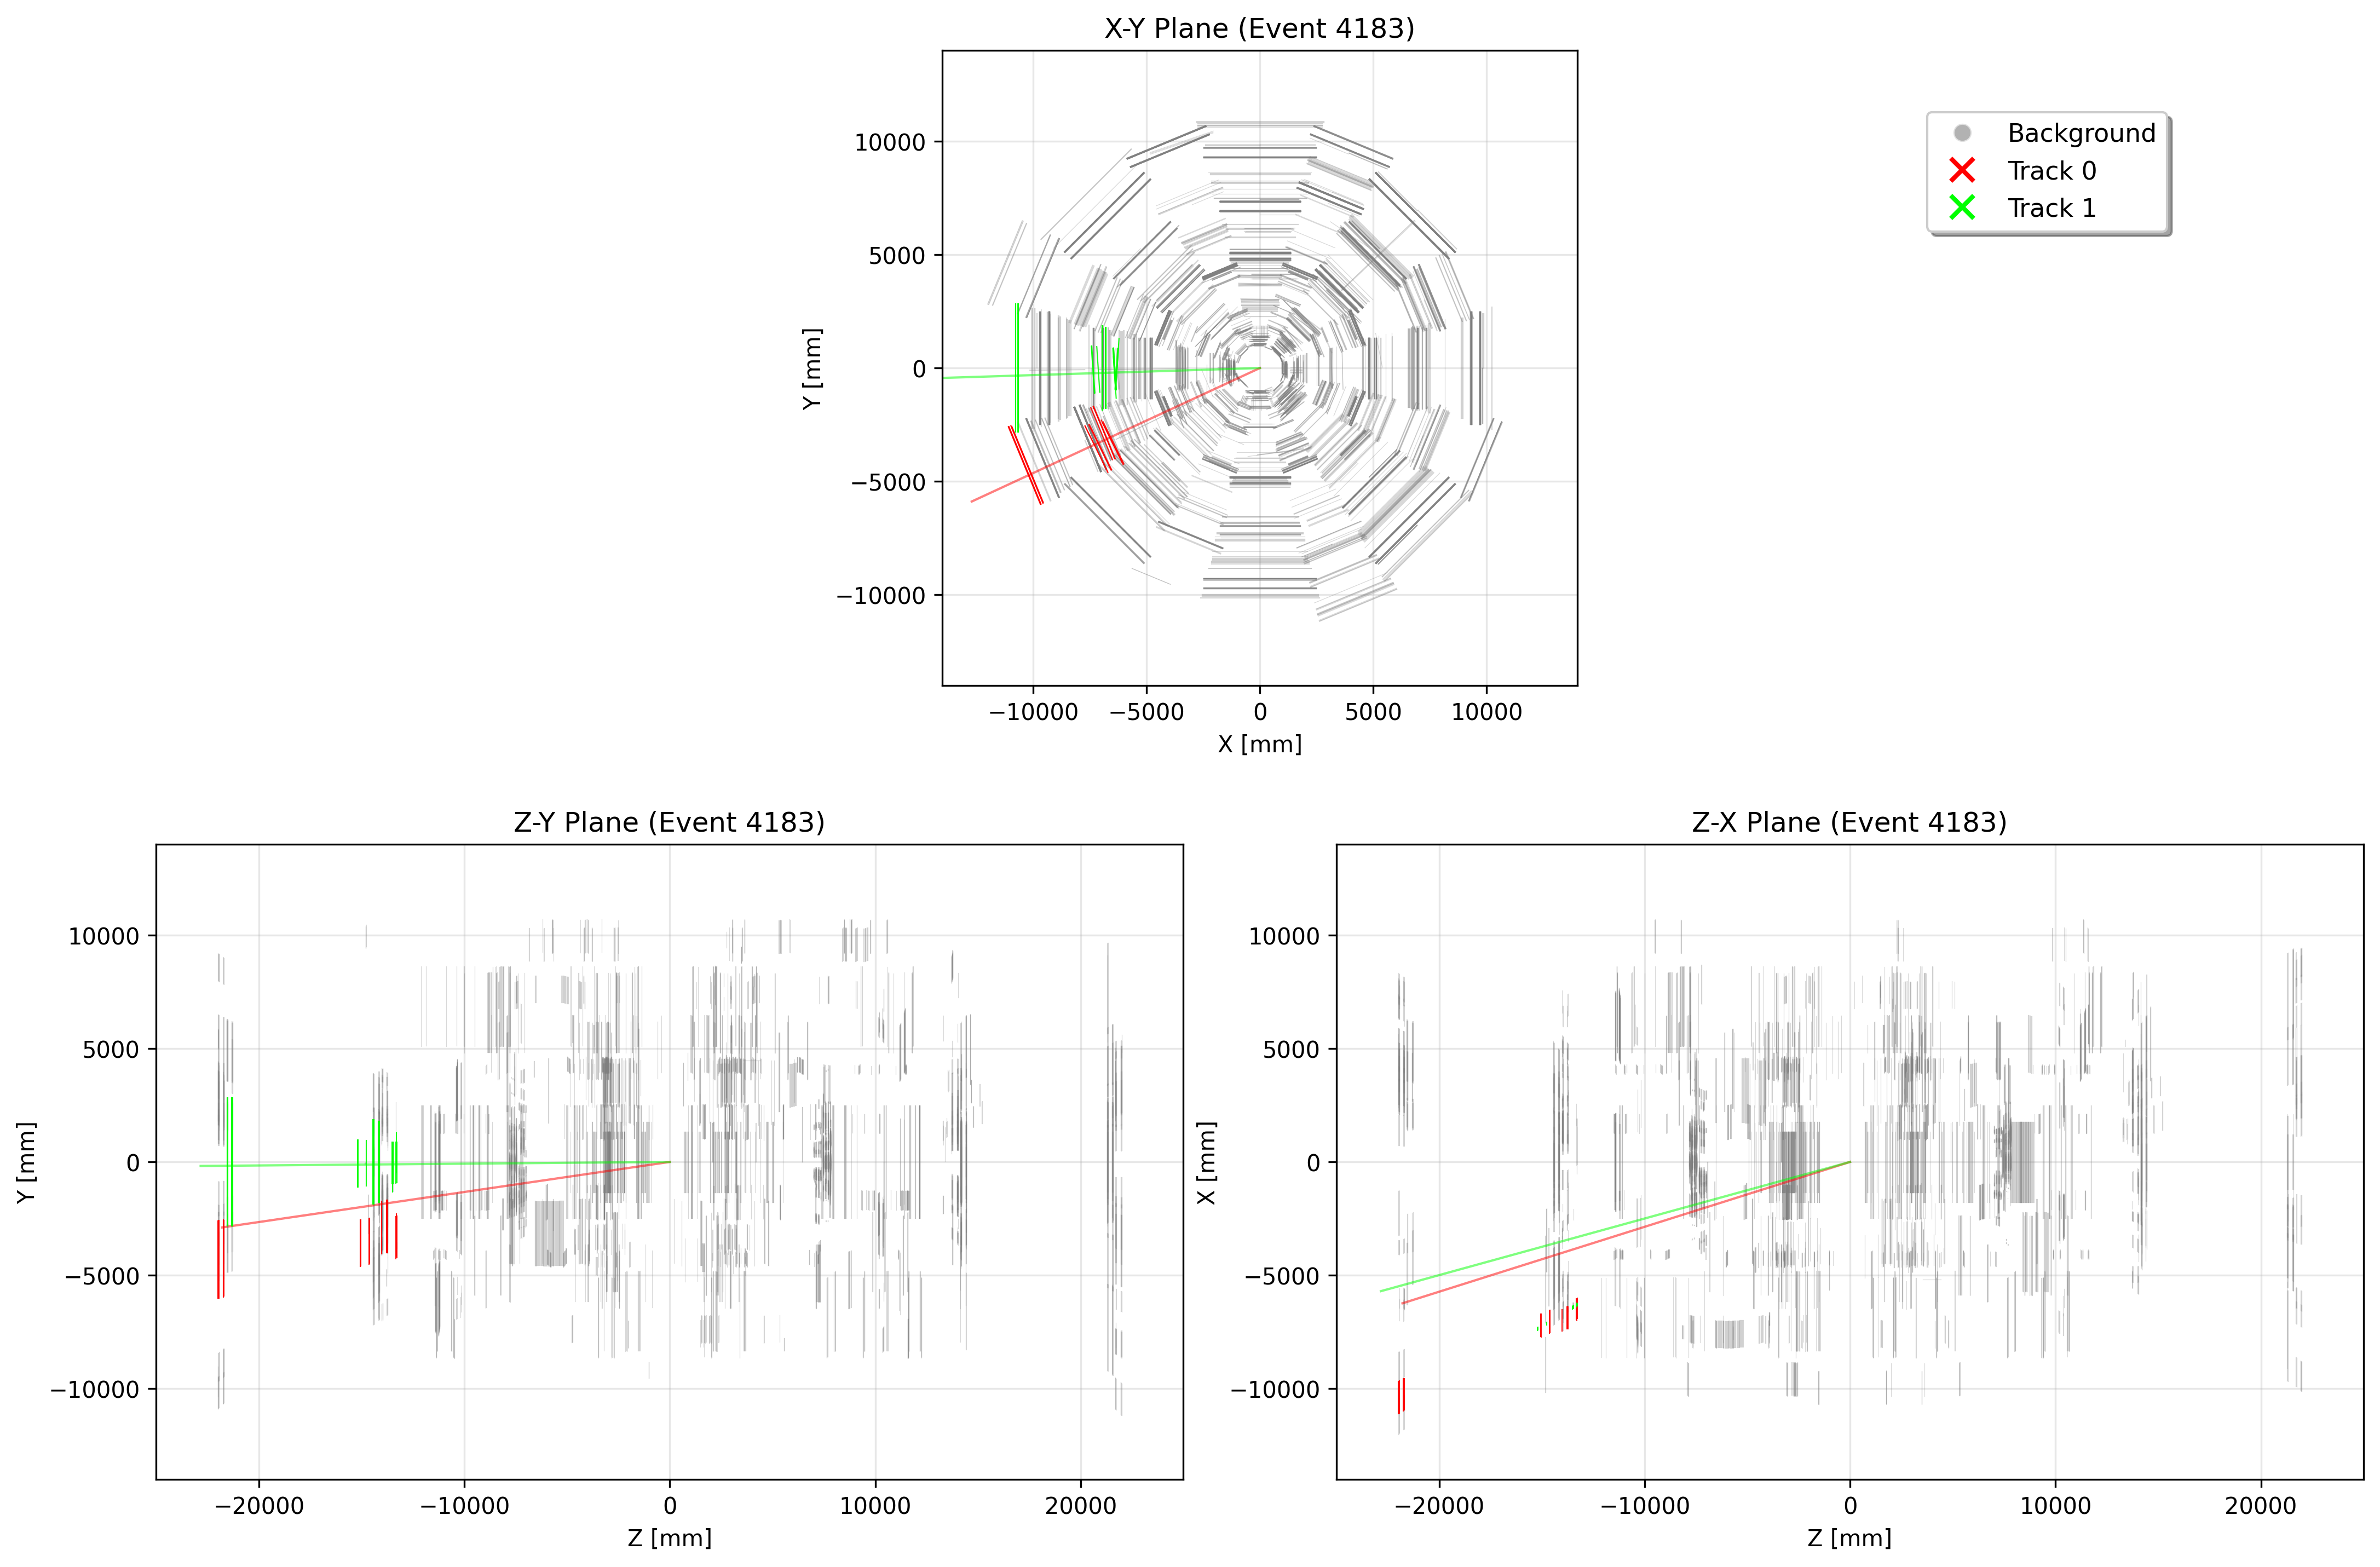 X-Y Plane (Event 4183)
Background
Track 0
Track 1
10000
5000
0
−5000
−10000
Y [mm]
−10000 −5000 0 5000 10000
X [mm]
Z-Y Plane (Event 4183)
10000
5000
0
−5000
−10000
Y [mm]
−20000 −10000 0 10000 20000
Z [mm]
Z-X Plane (Event 4183)
10000
5000
0
−5000
−10000
X [mm]
−20000 −10000 0 10000 20000
Z [mm]